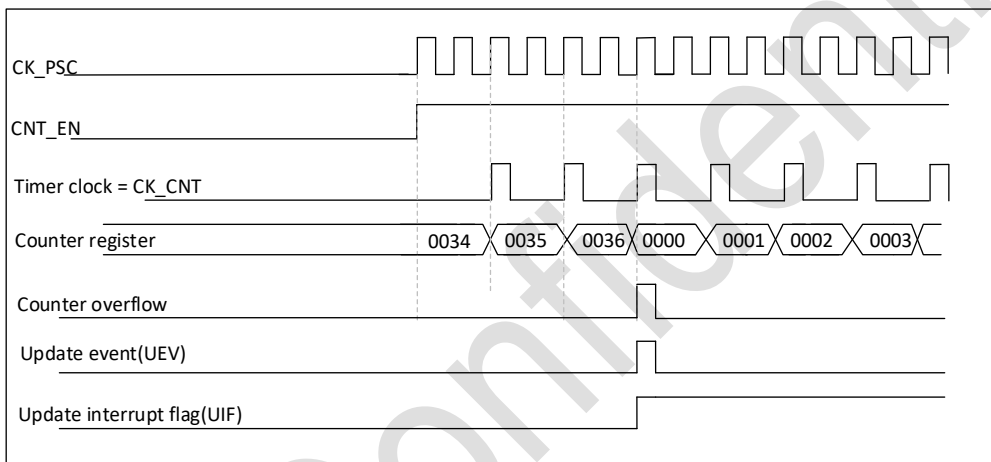 CK_PSC
CNT_EN
Timer clock = CK_CNT
Counter register 0034 0035 0036 0000 0001 0002 0003
Counter overflow
Update event(UEV)
Update interrupt flag(UIF)